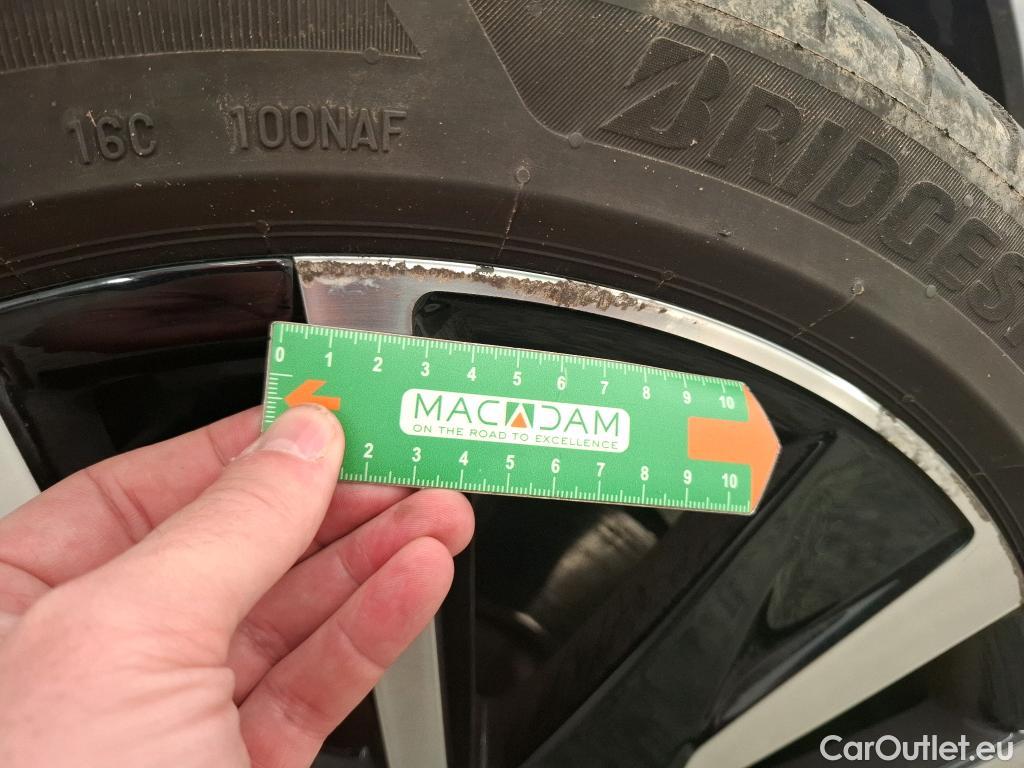 16C 100NAF
BRIDGES
0 1 2 3 4 5 6 7 8 9 10
MACADAM
ON THE ROAD TO EXCELLENCE
2 3 4 5 6 7 8 9 10
CarOutlet.eu